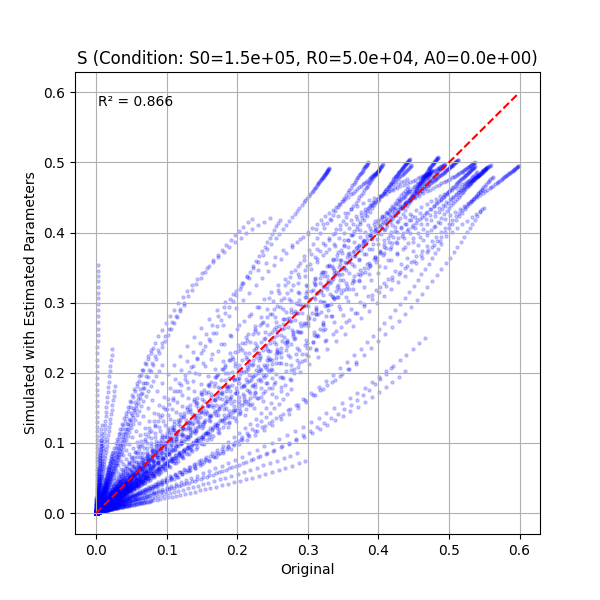 S (Condition: S0=1.5e+05, R0=5.0e+04, A0=0.0e+00)
R² = 0.866
Simulated with Estimated Parameters
0.6
0.5
0.4
0.3
0.2
0.1
0.0
0.0 0.1 0.2 0.3 0.4 0.5 0.6
Original